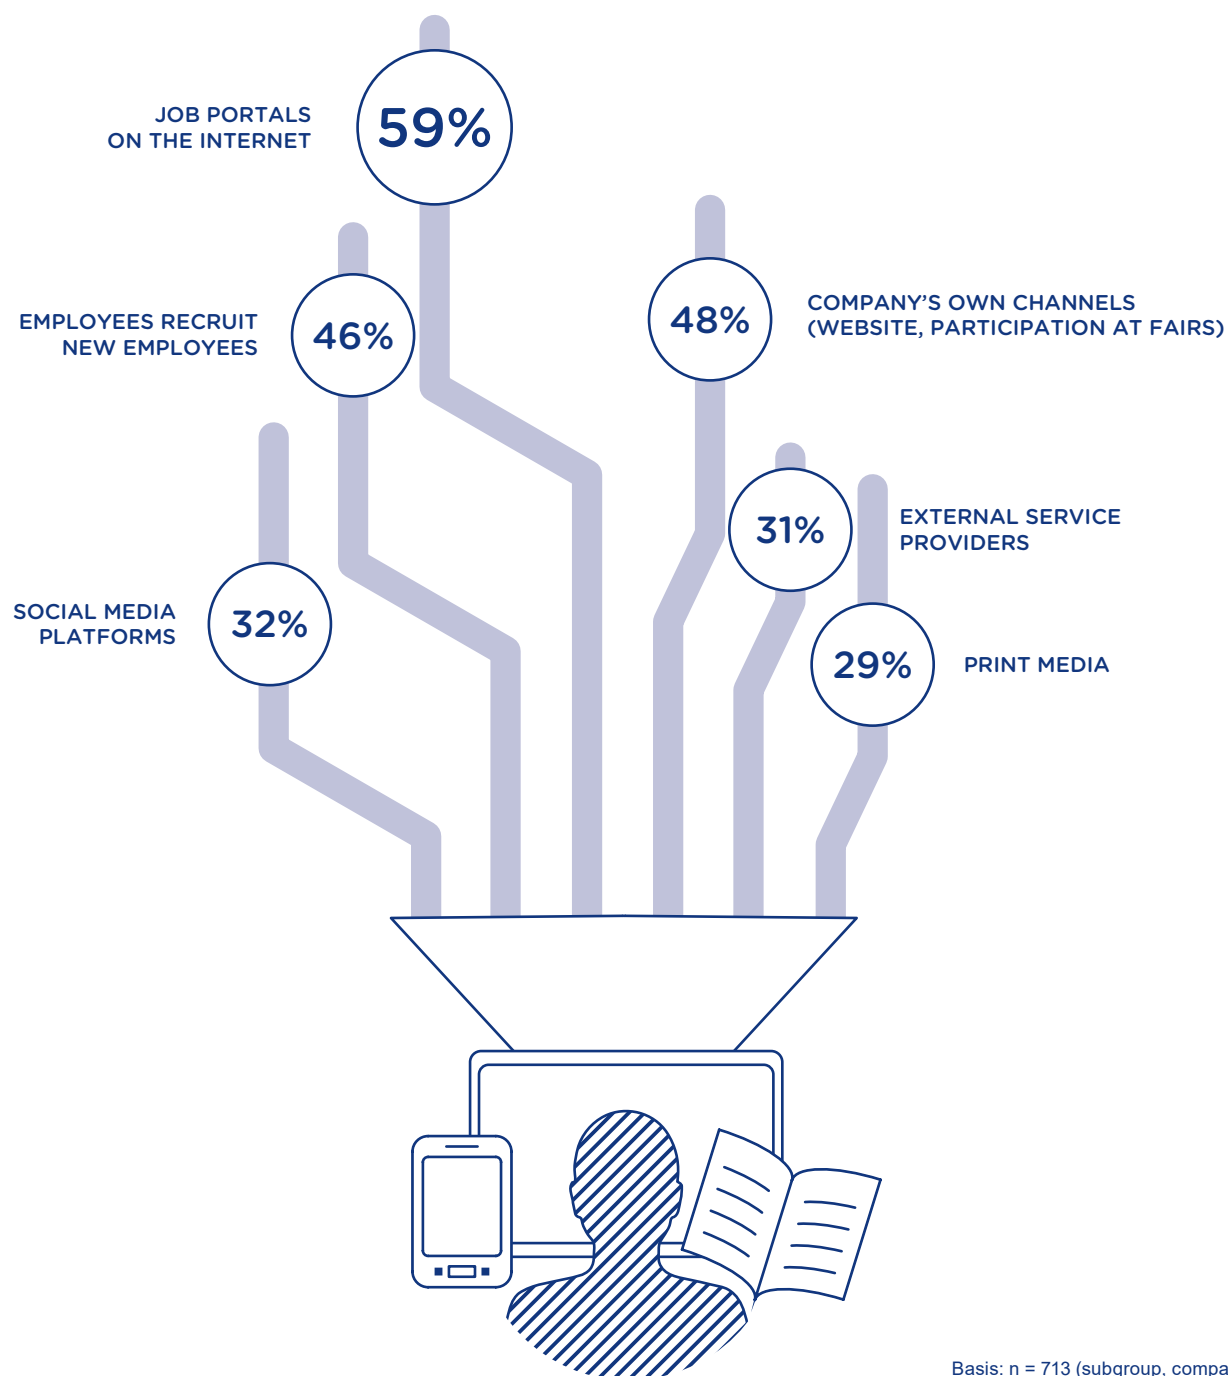 JOB PORTALS
ON THE INTERNET
59%
EMPLOYEES RECRUIT
NEW EMPLOYEES
46%
48%
COMPANY’S OWN CHANNELS
(WEBSITE, PARTICIPATION AT FAIRS)
31%
EXTERNAL SERVICE
PROVIDERS
SOCIAL MEDIA
PLATFORMS
32%
29%
PRINT MEDIA
Basis: n = 713 (subgroup, compa